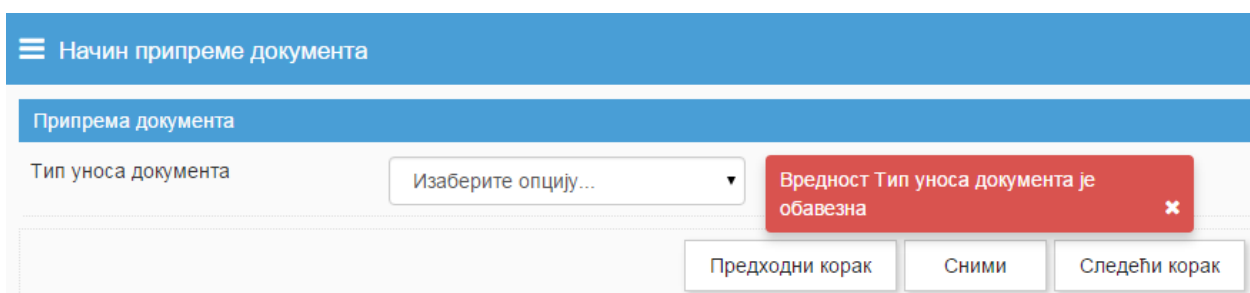 Начин припреме документа
Припрема документа
Тип уноса документа
Изаберите опцију...
Вредност Тип уноса документа је
обавезна
Предходни корак
Сними
Следећи корак